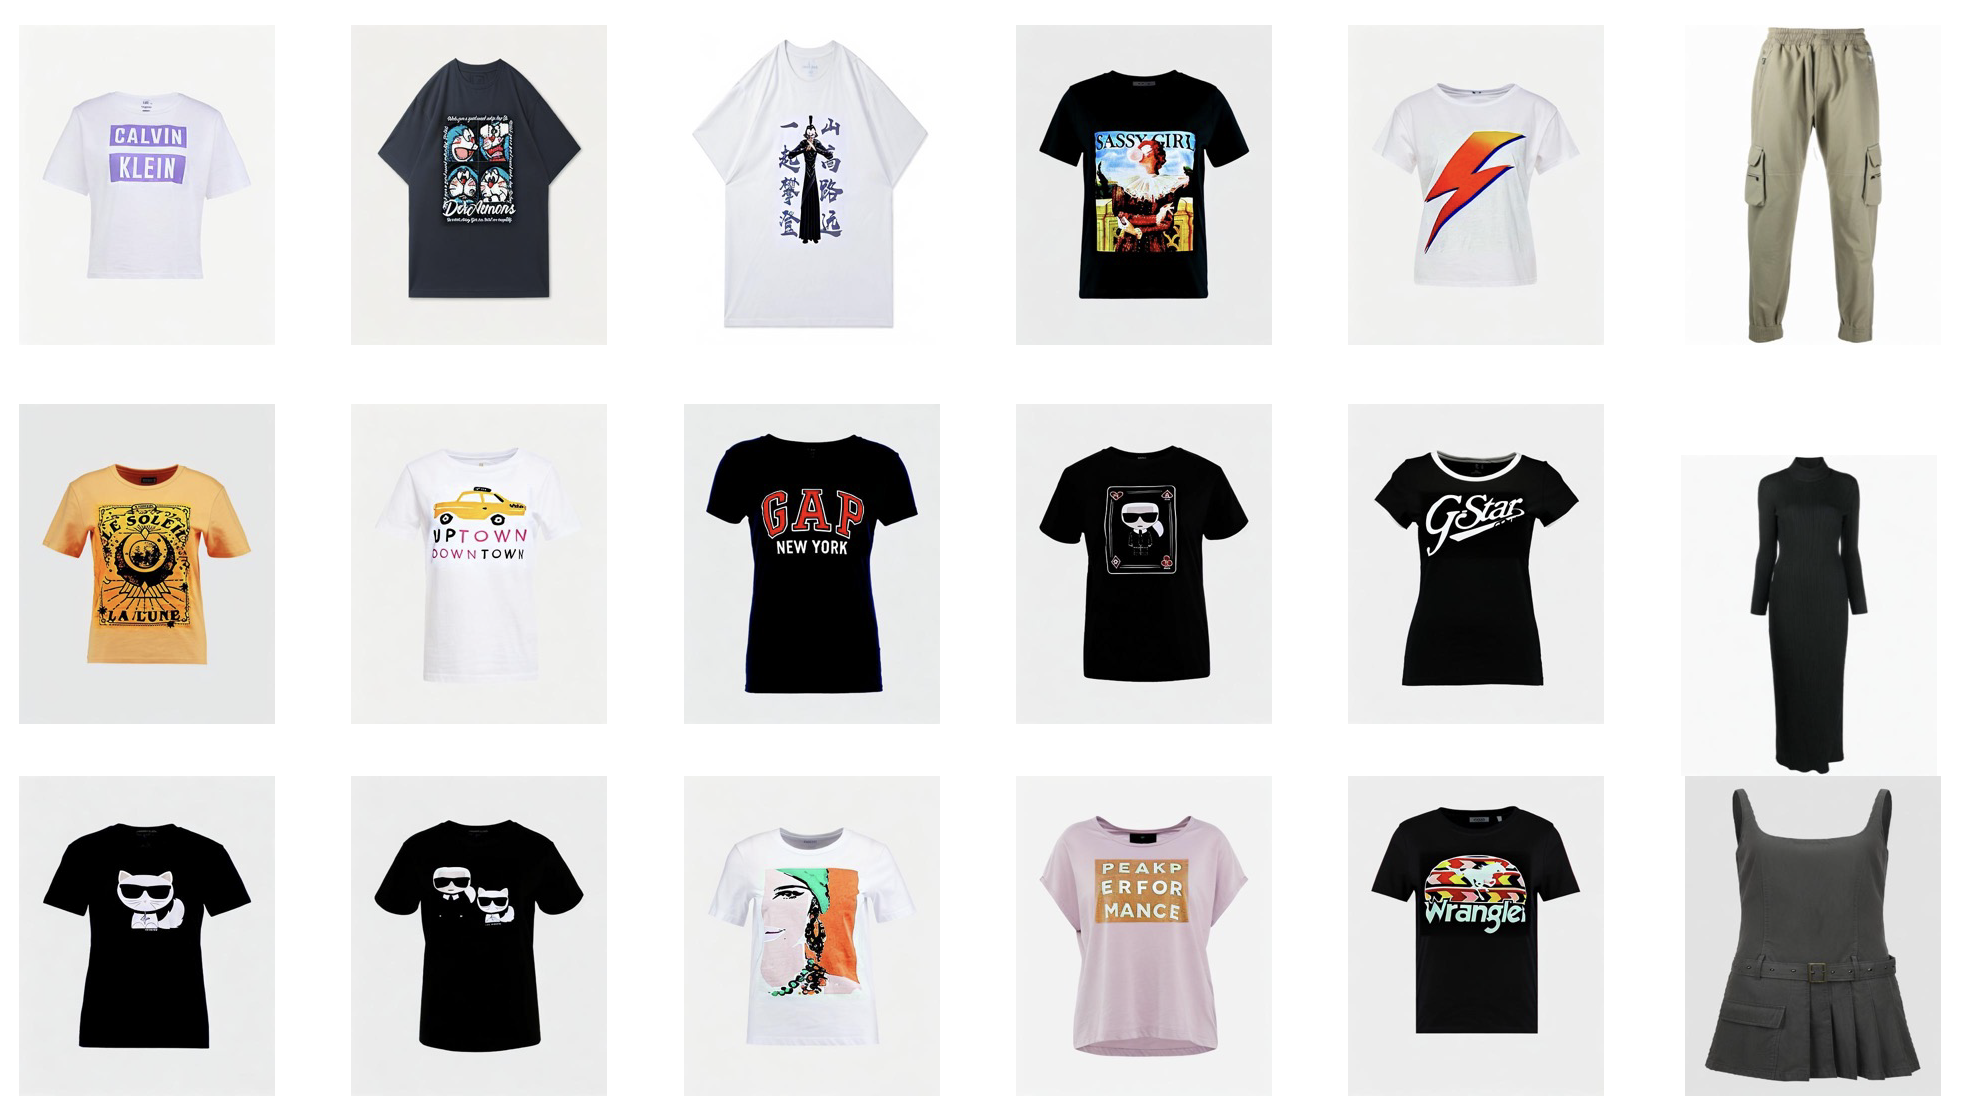 CALVIN
KLEIN
DorAemons
一起攀登
山高路远
SASSY GIRL
LE SOLEIL
LA LUNE
UPTOWN
DOWNTOWN
GAP
NEW YORK
G-Star
PEAKP
ERFOR
MANCE
Wrangler